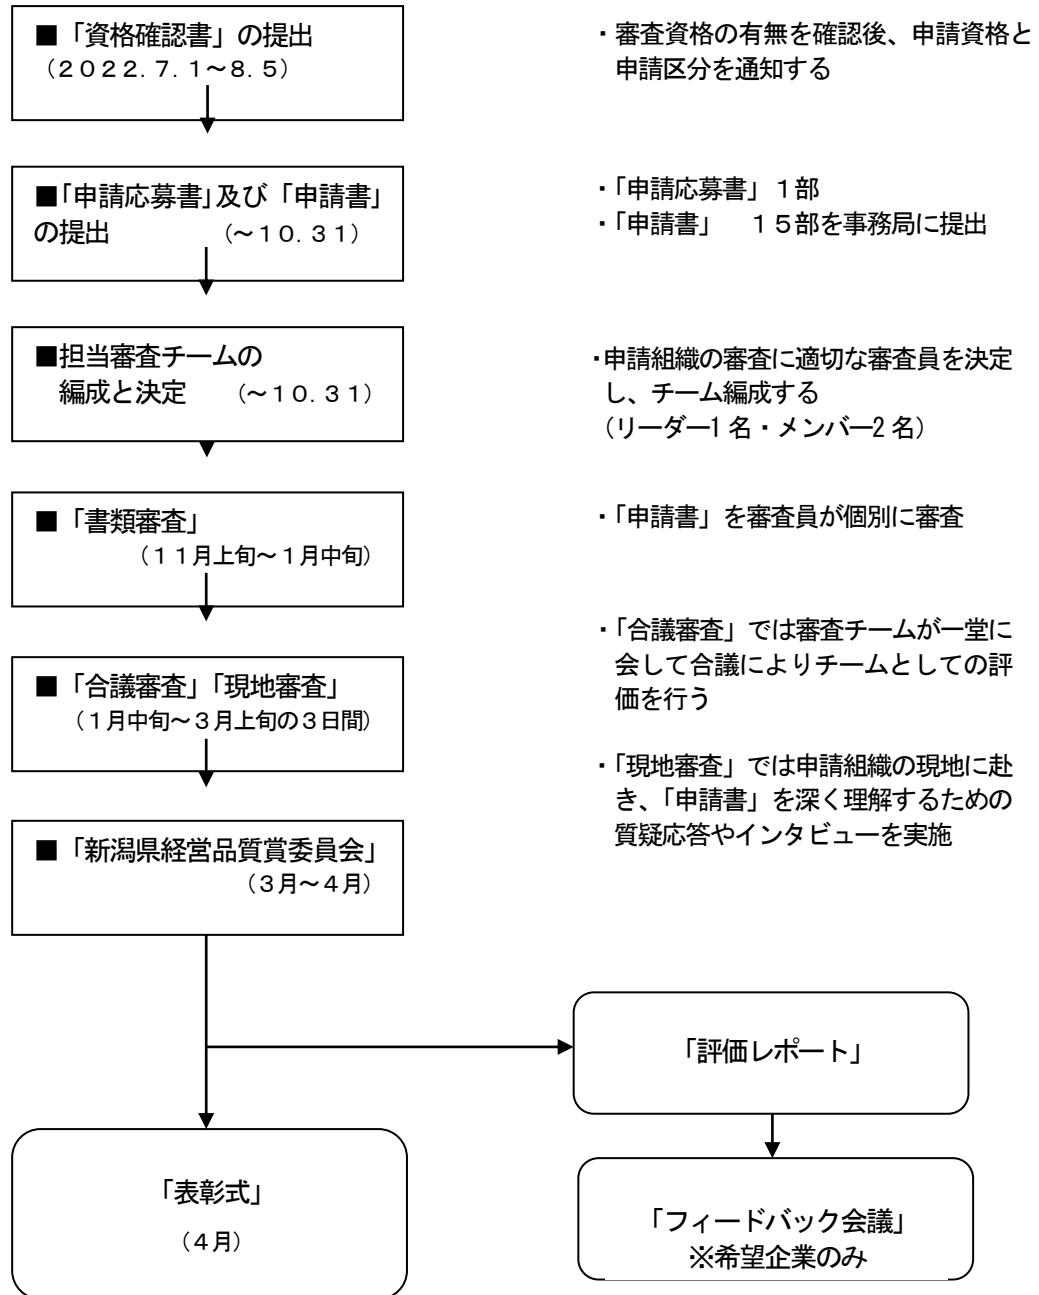 ■「資格確認書」の提出
（２０２２．７．１～８．５）
・審査資格の有無を確認後、申請資格と
申請区分を通知する
■「申請応募書」及び「申請書」
の提出　（～１０．３１）
・「申請応募書」１部
・「申請書」　１５部を事務局に提出
■担当審査チームの
編成と決定　（～１０．３１）
・申請組織の審査に適切な審査員を決定
し、チーム編成する
（リーダー1 名・メンバー2 名）
■「書類審査」
（１１月上旬～１月中旬）
・「申請書」を審査員が個別に審査
■「合議審査」「現地審査」
（１月中旬～３月上旬の３日間）
・「合議審査」では審査チームが一堂に
会して合議によりチームとしての評
価を行う
・「現地審査」では申請組織の現地に赴
き、「申請書」を深く理解するための
質疑応答やインタビューを実施
■「新潟県経営品質賞委員会」
（３月～４月）
「評価レポート」
「表彰式」
（４月）
「フィードバック会議」
※希望企業のみ